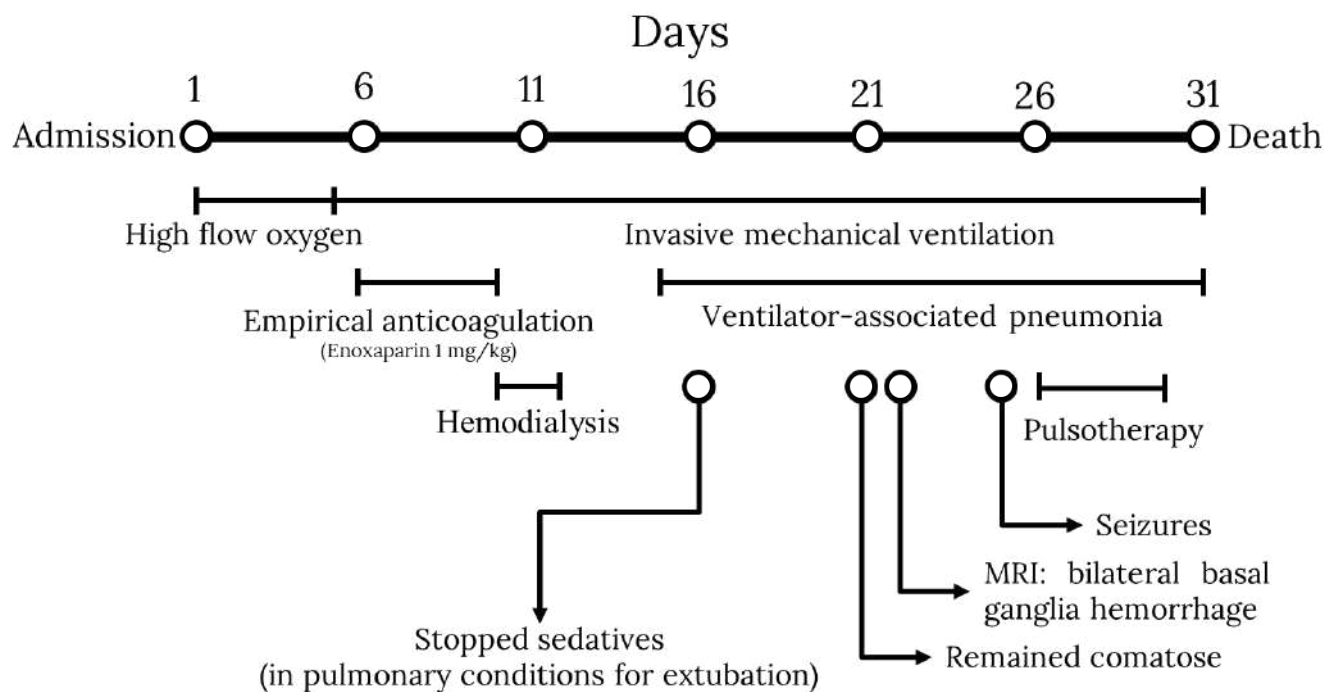 Days
1 6 11 16 21 26 31
Admission Death
High flow oxygen Invasive mechanical ventilation
Empirical anticoagulation
(Enoxaparin 1 mg/kg)
Ventilator-associated pneumonia
Hemodialysis
Pulsotherapy
Seizures
MRI: bilateral basal
ganglia hemorrhage
Stopped sedatives
(in pulmonary conditions for extubation)
Remained comatose